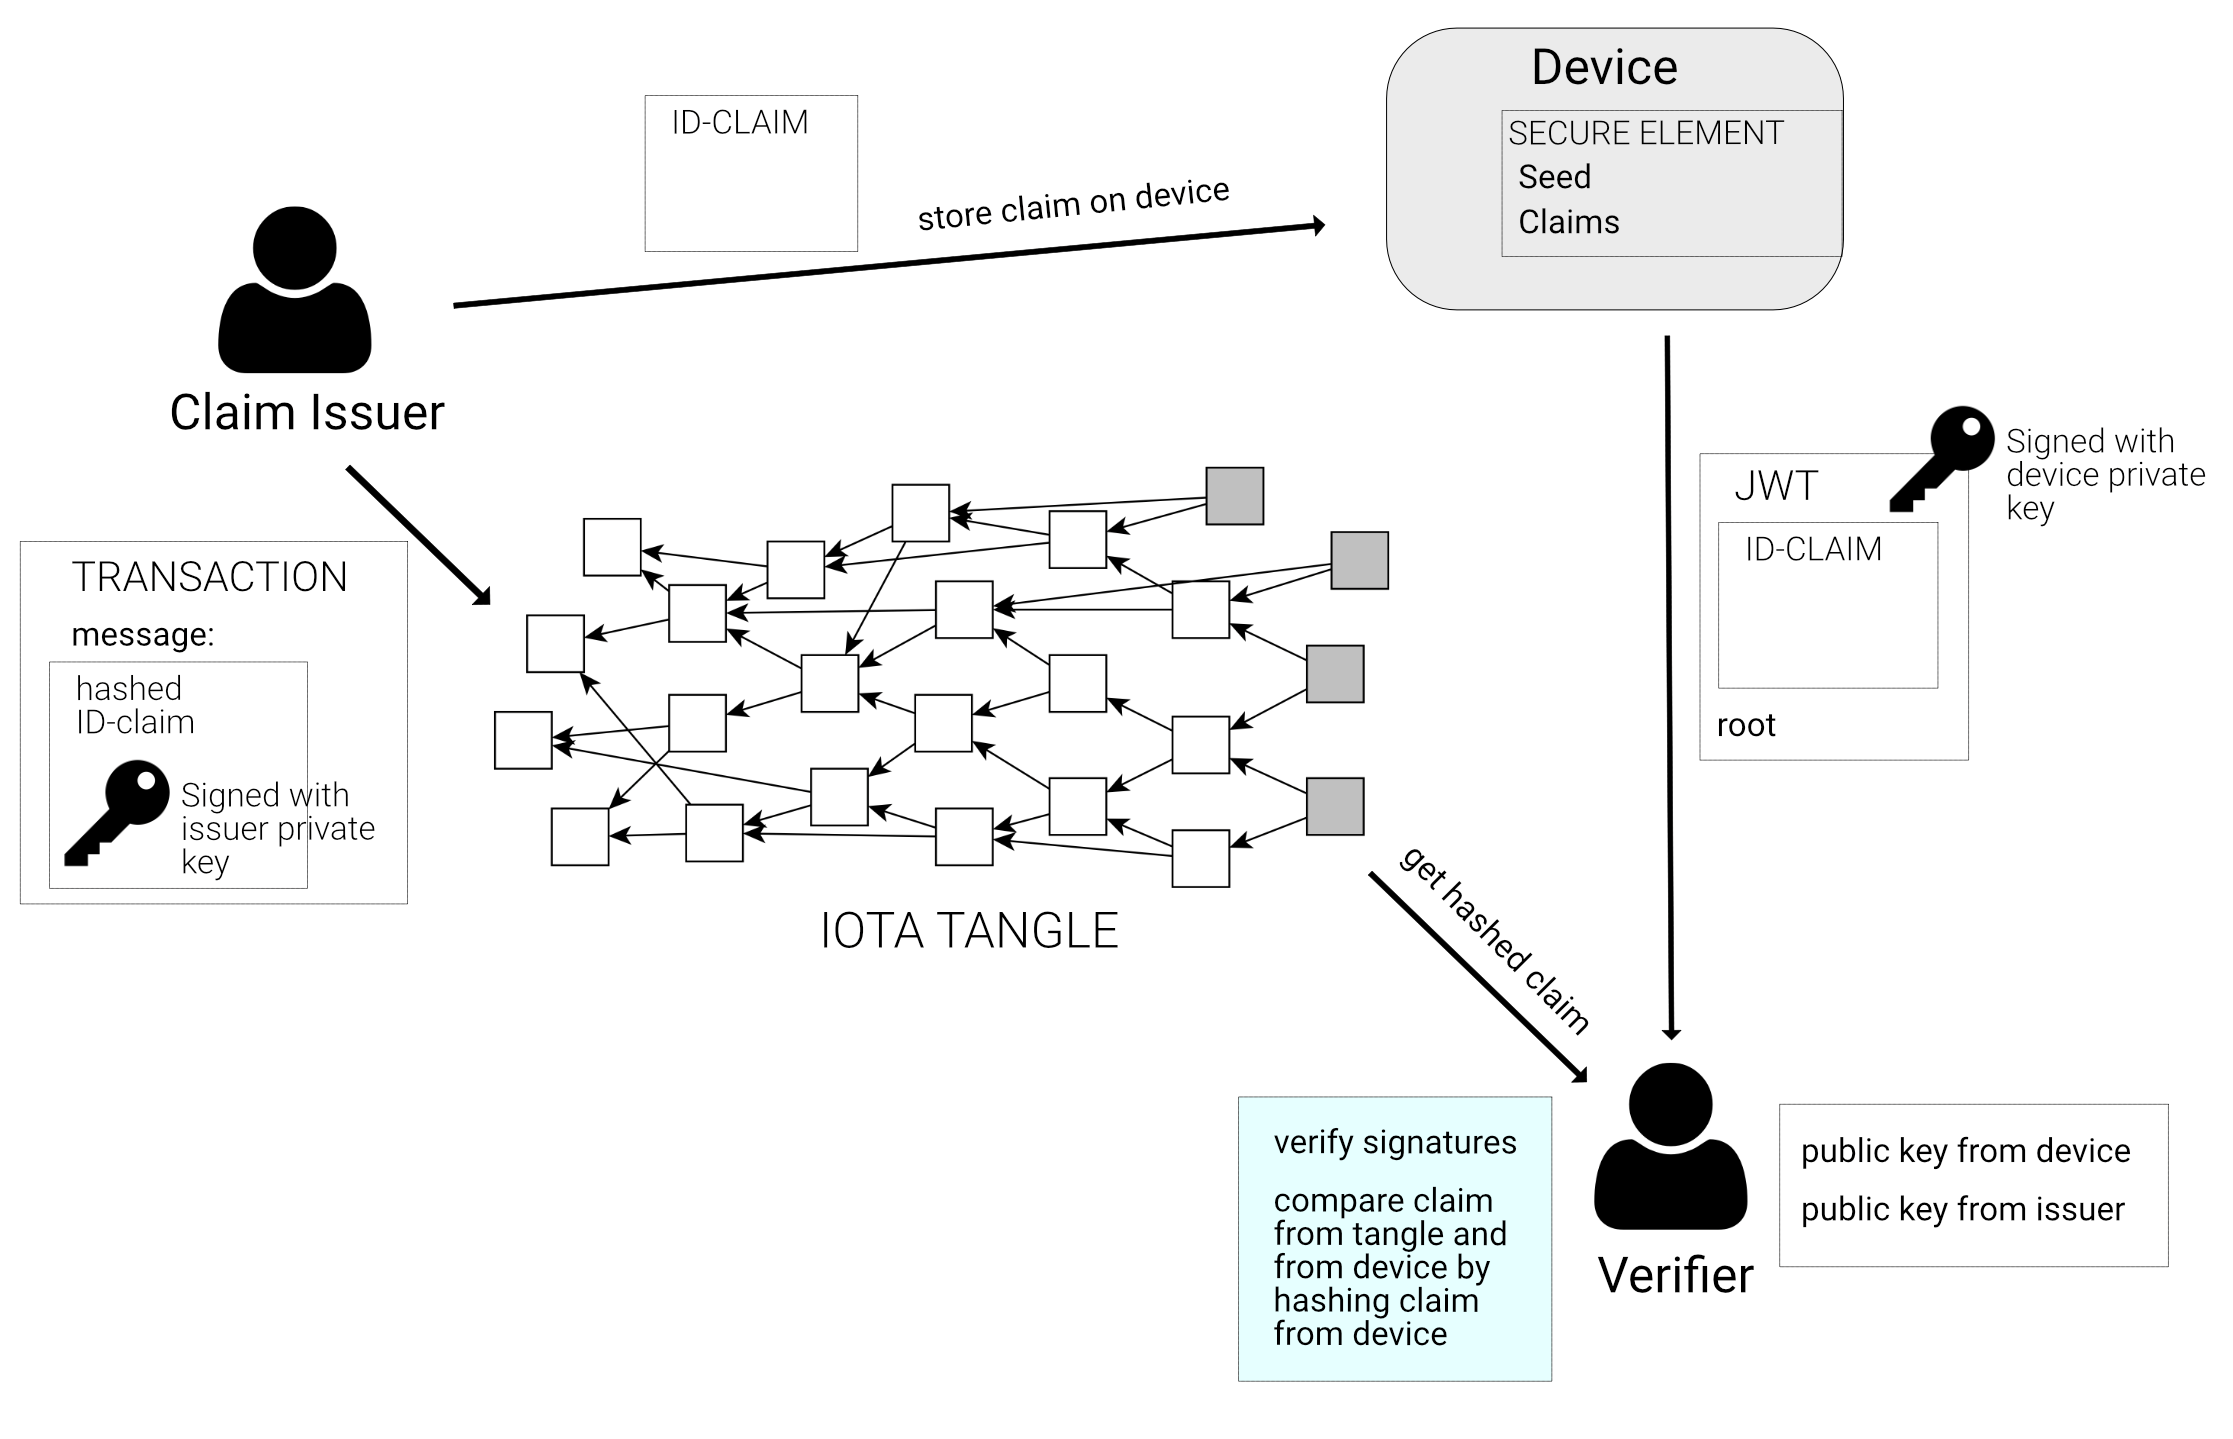 Device
SECURE ELEMENT
Seed
Claims
ID-CLAIM
store claim on device
Claim Issuer
TRANSACTION
message:
hashed
ID-claim
Signed with
issuer private
key
IOTA TANGLE
Signed with
device private
key
JWT
ID-CLAIM
root
get hashed claim
verify signatures
compare claim
from tangle and
from device by
hashing claim
from device
Verifier
public key from device
public key from issuer